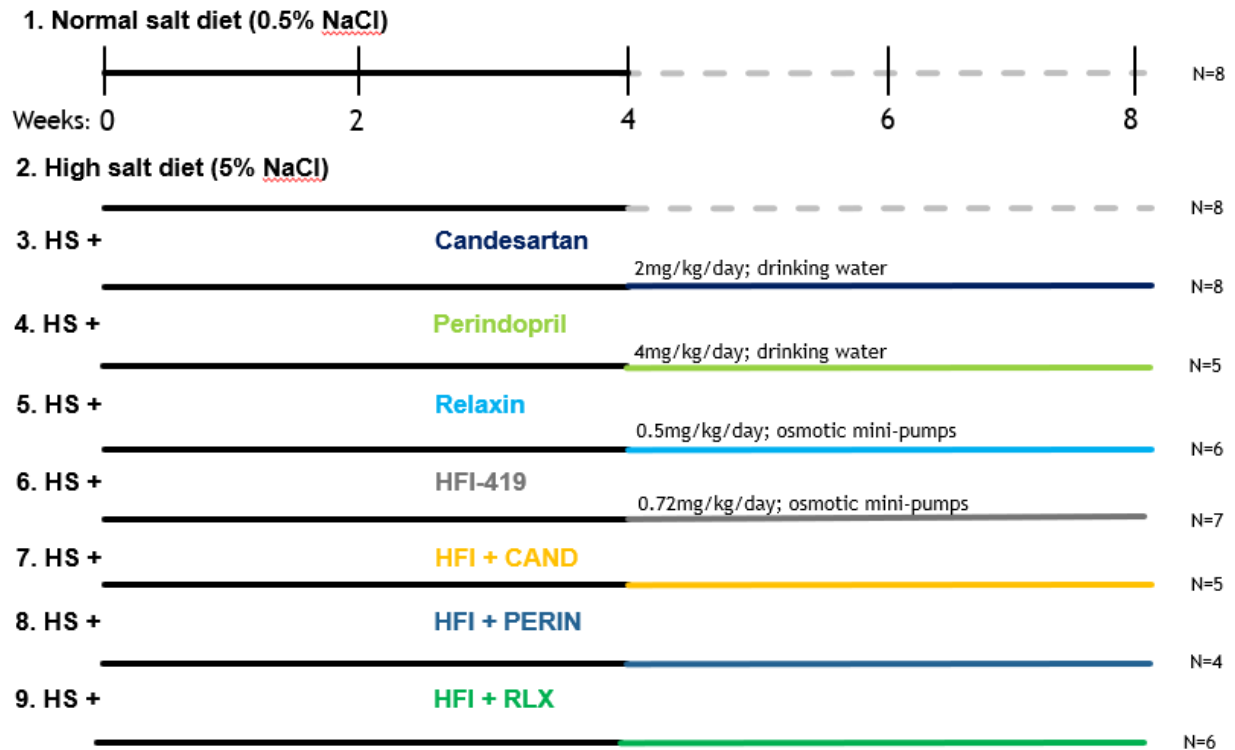 1. Normal salt diet (0.5% NaCl)
N=8
Weeks: 0 2 4 6 8
2. High salt diet (5% NaCl)
N=8
3. HS + Candesartan
2mg/kg/day; drinking water
N=8
4. HS + Perindopril
4mg/kg/day; drinking water
N=5
5. HS + Relaxin
0.5mg/kg/day; osmotic mini-pumps
N=6
6. HS + HFI-419
0.72mg/kg/day; osmotic mini-pumps
N=7
7. HS + HFI + CAND
N=5
8. HS + HFI + PERIN
N=4
9. HS + HFI + RLX
N=6